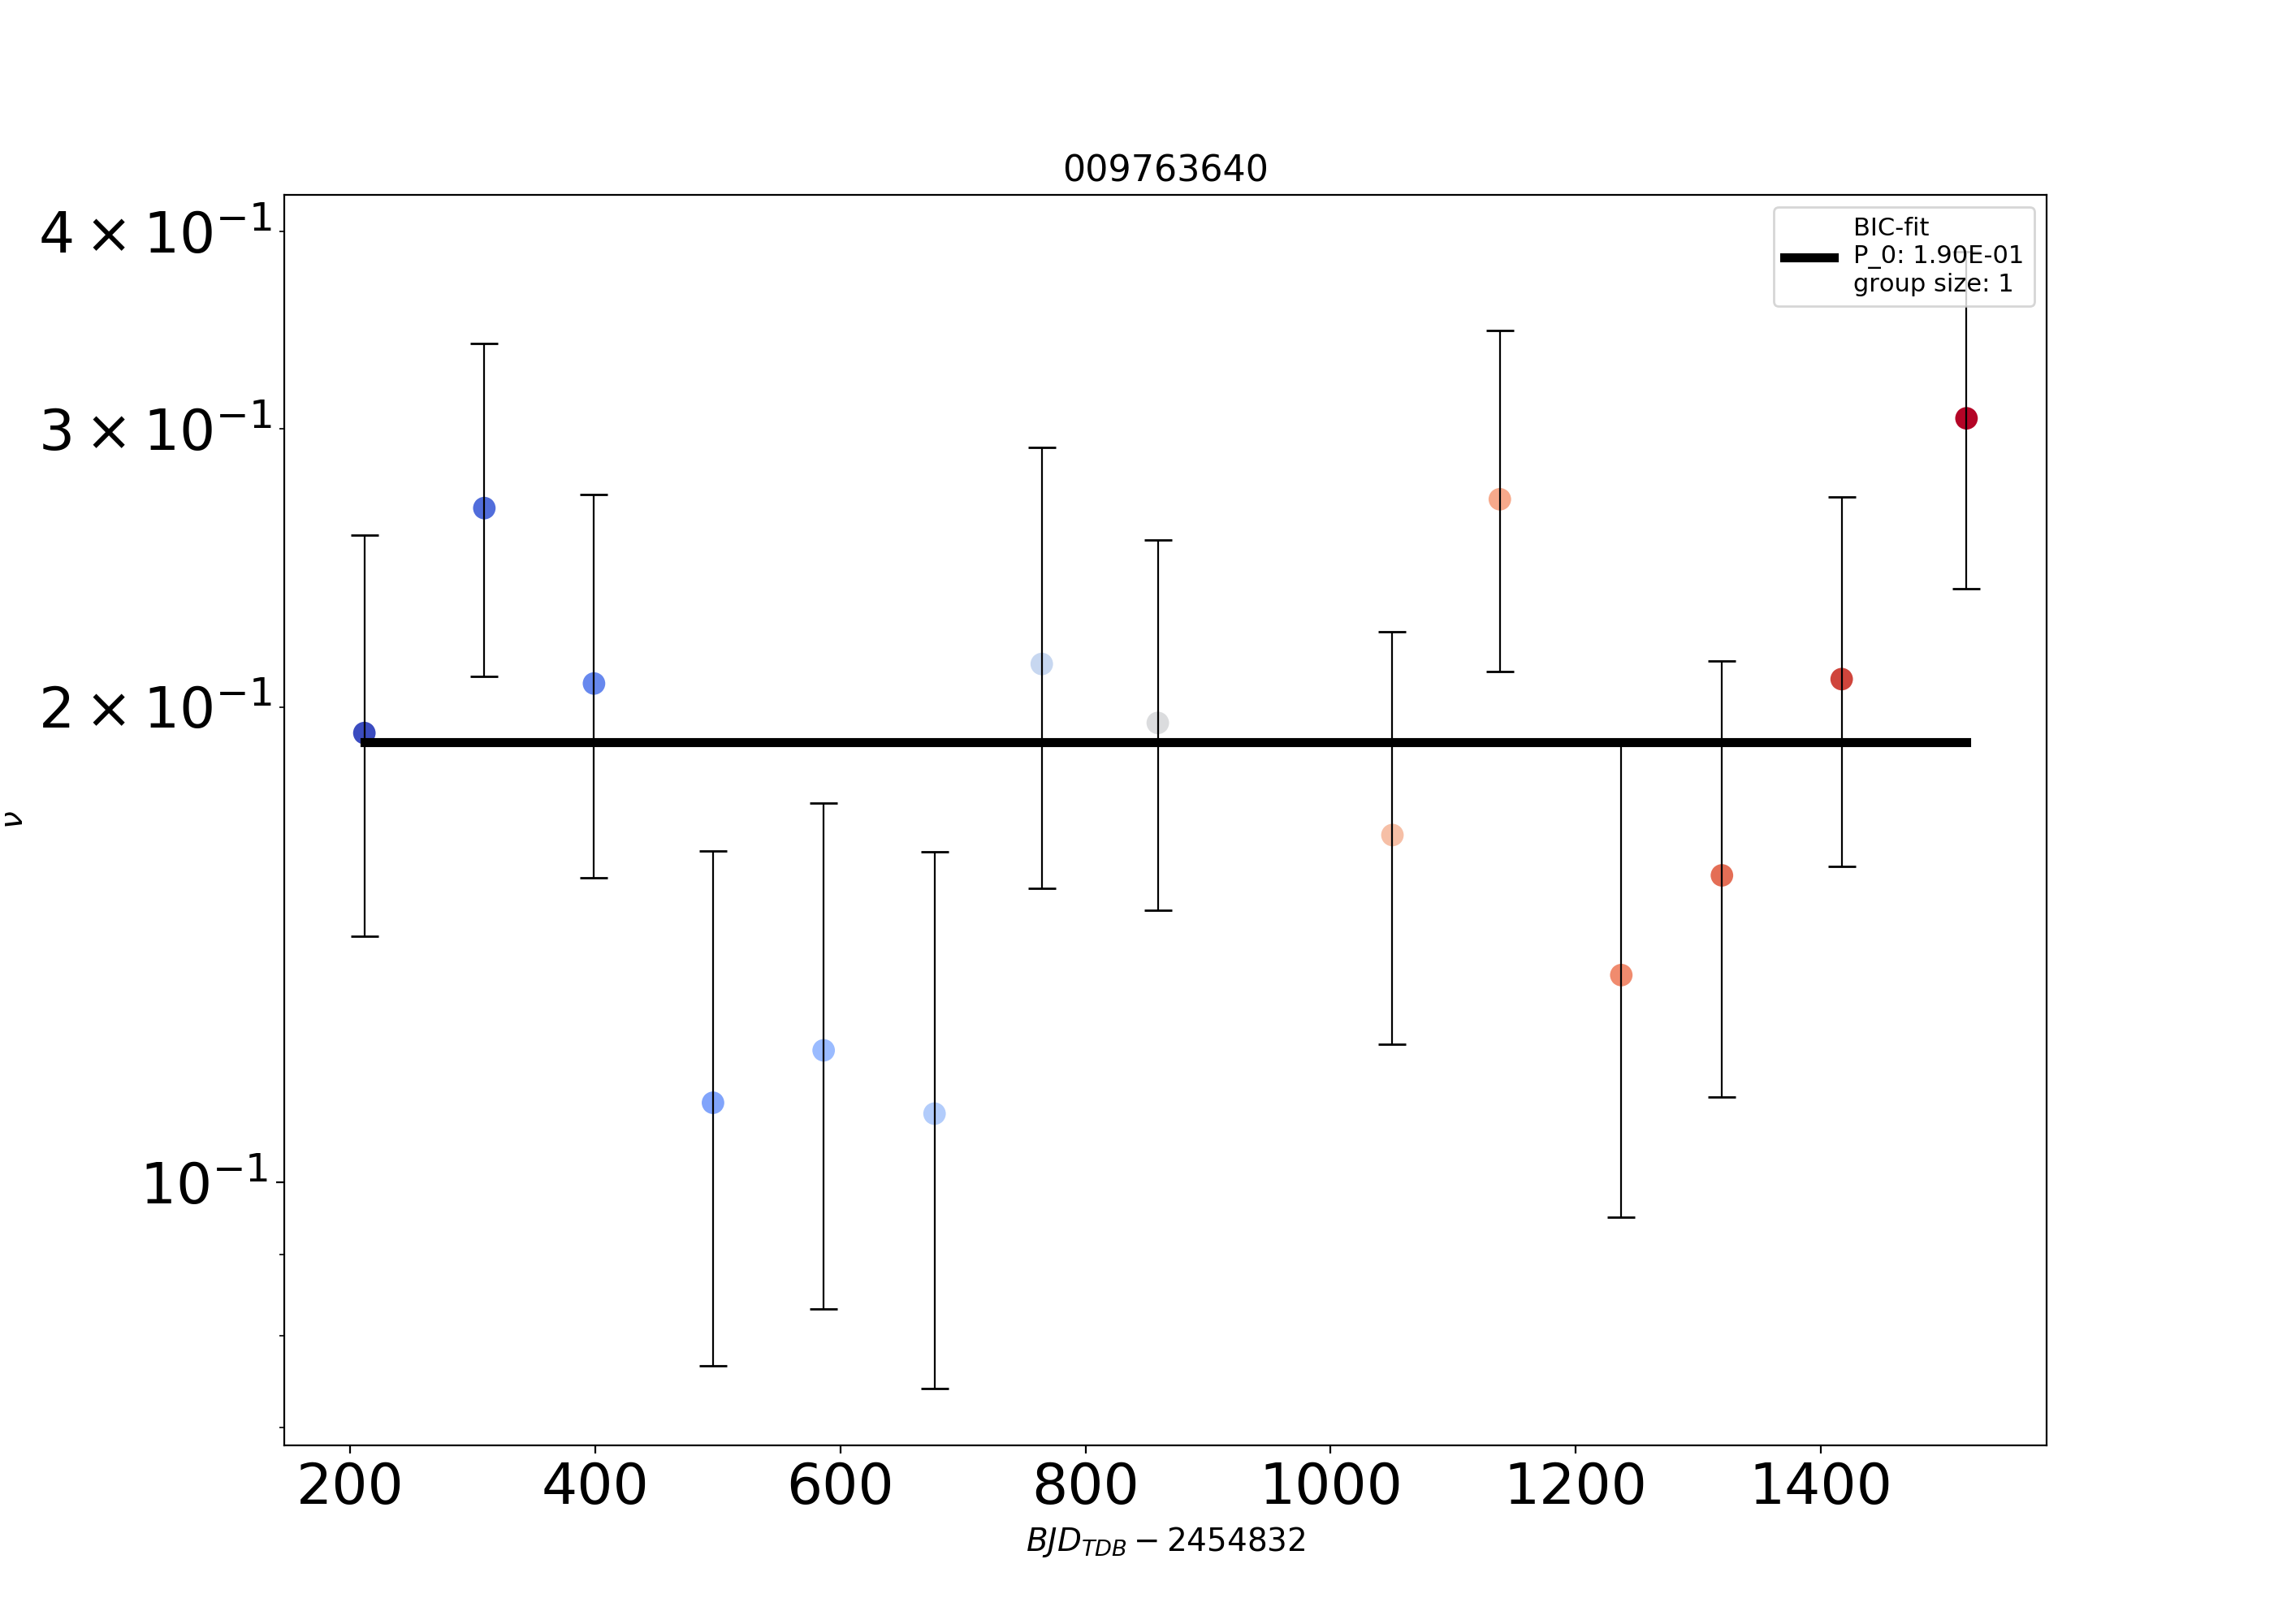 009763640
4 × 10⁻¹
3 × 10⁻¹
2 × 10⁻¹
10⁻¹
ν
BIC-fit
P_0: 1.90E-01
group size: 1
200 400 600 800 1000 1200 1400
BJD_TDB − 2454832